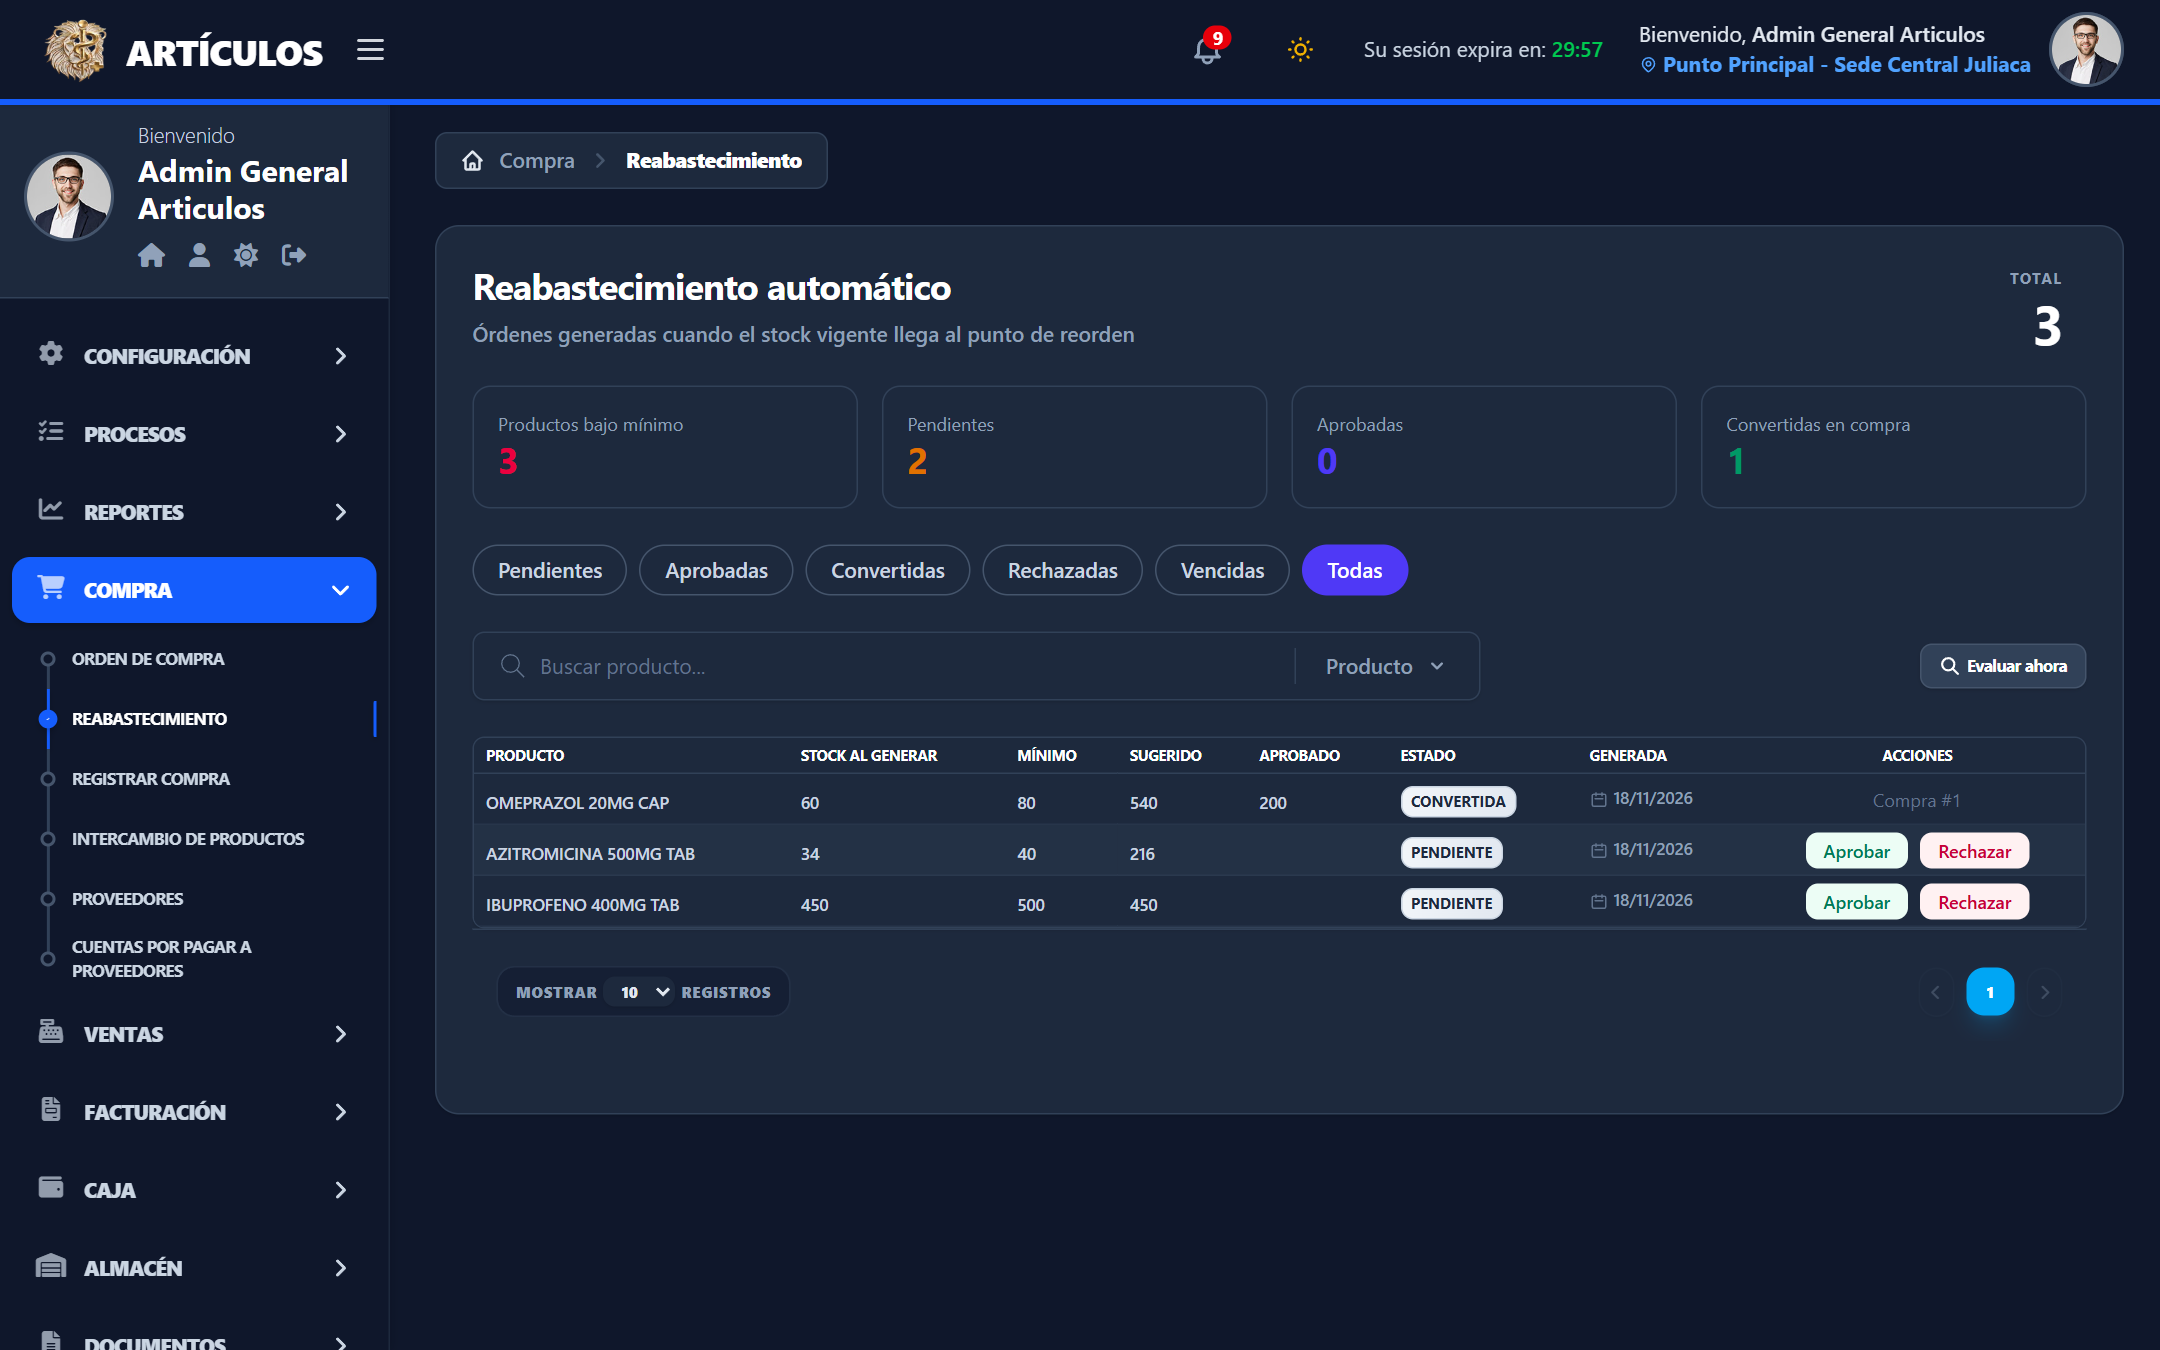 ARTÍCULOS
9
Su sesión expira en: 29:57
Bienvenido, Admin General Articulos
Punto Principal - Sede Central Juliaca
Bienvenido
Admin General
Articulos
CONFIGURACIÓN
PROCESOS
REPORTES
COMPRA
ORDEN DE COMPRA
REABASTECIMIENTO
REGISTRAR COMPRA
INTERCAMBIO DE PRODUCTOS
PROVEEDORES
CUENTAS POR PAGAR A
PROVEEDORES
VENTAS
FACTURACIÓN
CAJA
ALMACÉN
DOCUMENTOS
Compra Reabastecimiento
Reabastecimiento automático
Órdenes generadas cuando el stock vigente llega al punto de reorden
TOTAL
3
Productos bajo mínimo
3
Pendientes
2
Aprobadas
0
Convertidas en compra
1
Pendientes Aprobadas Convertidas Rechazadas Vencidas Todas
Buscar producto... Producto
Evaluar ahora
PRODUCTO STOCK AL GENERAR MÍNIMO SUGERIDO APROBADO ESTADO GENERADA ACCIONES
OMEPRAZOL 20MG CAP 60 80 540 200 CONVERTIDA 18/11/2026 Compra #1
AZITROMICINA 500MG TAB 34 40 216 PENDIENTE 18/11/2026 Aprobar Rechazar
IBUPROFENO 400MG TAB 450 500 450 PENDIENTE 18/11/2026 Aprobar Rechazar
MOSTRAR 10 REGISTROS
1